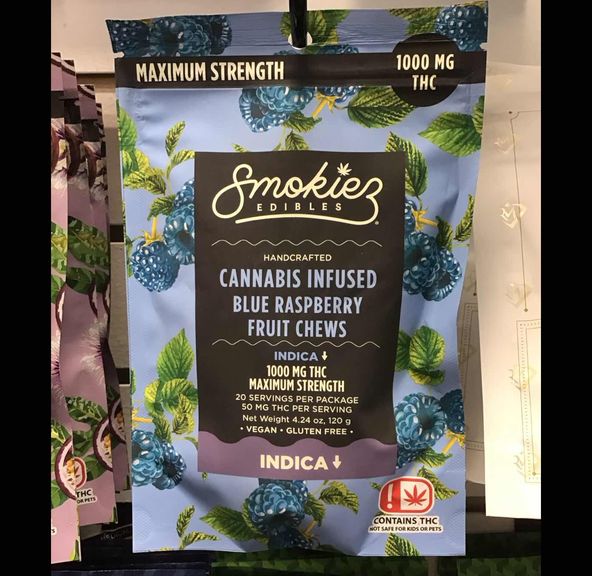 MAXIMUM STRENGTH
1000 MG
THC
Smokiez
EDIBLES
HANDCRAFTED
CANNABIS INFUSED
BLUE RASPBERRY
FRUIT CHEWS
INDICA
1000 MG THC
MAXIMUM STRENGTH
20 SERVINGS PER PACKAGE
50 MG THC PER SERVING
Net Weight 4.24 oz, 120 g
• VEGAN • GLUTEN FREE •
INDICA
!
CONTAINS THC
NOT SAFE FOR KIDS OR PETS
THC
OR PETS